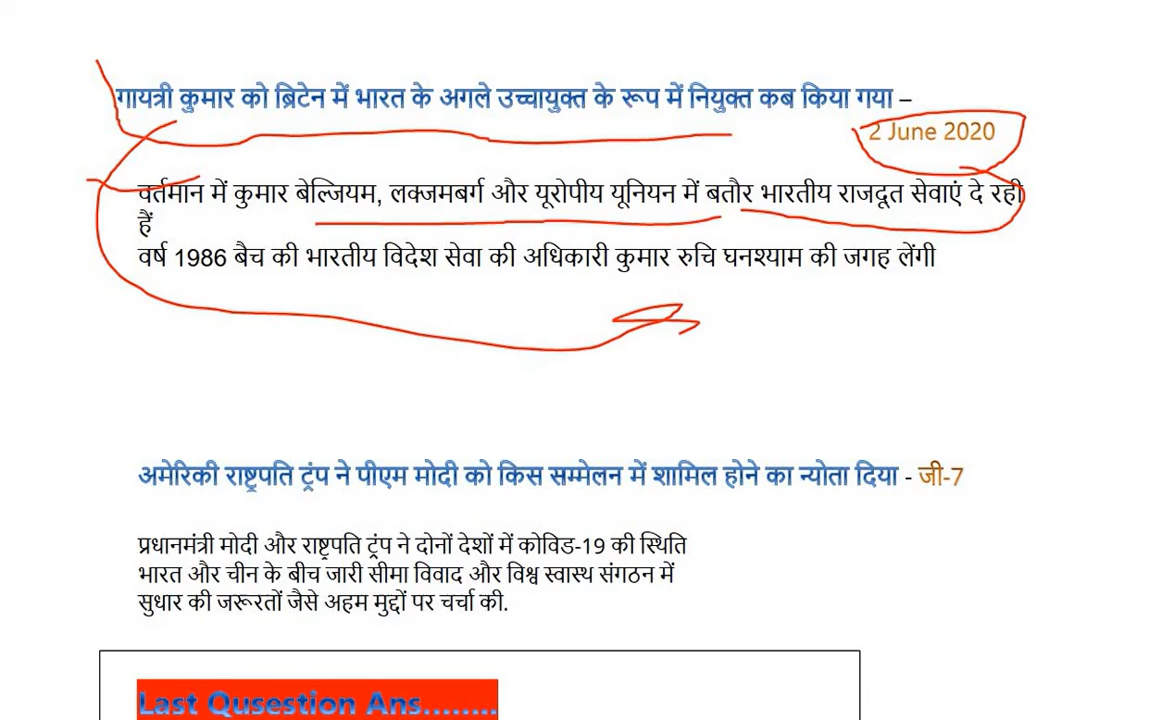 गायत्री कुमार को ब्रिटेन में भारत के अगले उच्चायुक्त के रूप में नियुक्त कब किया गया –
2 June 2020
वर्तमान में कुमार बेल्जियम, लक्जमबर्ग और यूरोपीय यूनियन में बतौर भारतीय राजदूत सेवाएं दे रही
हैं
वर्ष 1986 बैच की भारतीय विदेश सेवा की अधिकारी कुमार रुचि घनश्याम की जगह लेंगी
अमेरिकी राष्ट्रपति ट्रंप ने पीएम मोदी को किस सम्मेलन में शामिल होने का न्योता दिया - जी-7
प्रधानमंत्री मोदी और राष्ट्रपति ट्रंप ने दोनों देशों में कोविड-19 की स्थिति
भारत और चीन के बीच जारी सीमा विवाद और विश्व स्वास्थ संगठन में
सुधार की जरूरतों जैसे अहम मुद्दों पर चर्चा की.
Last Qusestion Ans........